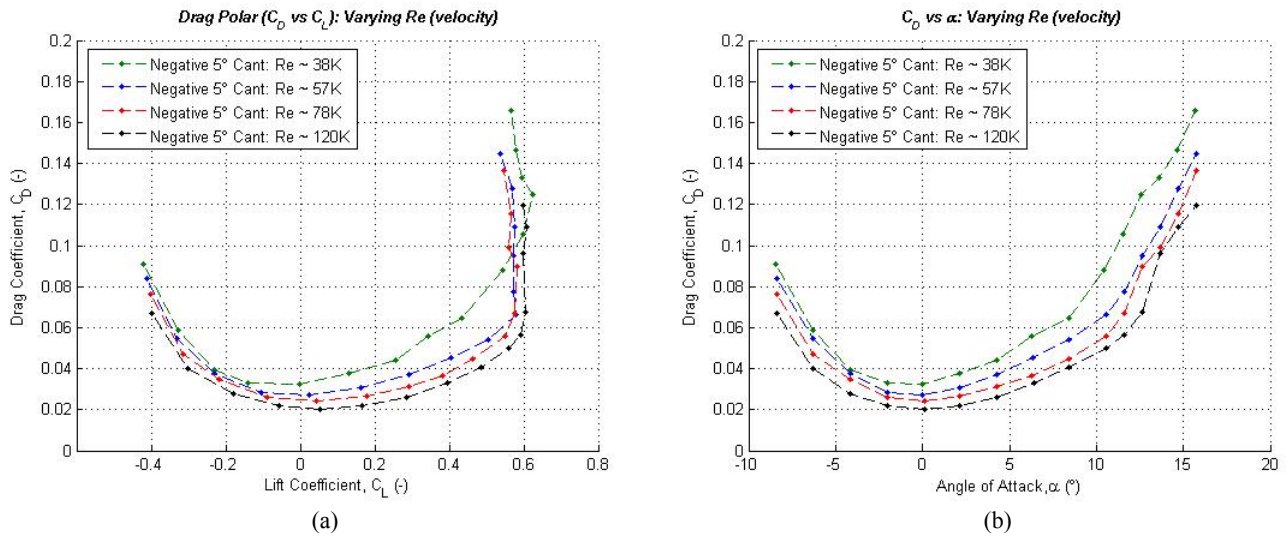 Drag Polar (C_D vs C_L): Varying Re (velocity)
0.2
0.18
0.16
0.14
0.12
0.1
0.08
0.06
0.04
0.02
0
Drag Coefficient, C_D (-)
Negative 5° Cant: Re ~ 38K
Negative 5° Cant: Re ~ 57K
Negative 5° Cant: Re ~ 78K
Negative 5° Cant: Re ~ 120K
-0.4 -0.2 0 0.2 0.4 0.6 0.8
Lift Coefficient, C_L (-)
(a)
C_D vs α: Varying Re (velocity)
0.2
0.18
0.16
0.14
0.12
0.1
0.08
0.06
0.04
0.02
0
Drag Coefficient, C_D (-)
Negative 5° Cant: Re ~ 38K
Negative 5° Cant: Re ~ 57K
Negative 5° Cant: Re ~ 78K
Negative 5° Cant: Re ~ 120K
-10 -5 0 5 10 15 20
Angle of Attack,α (°)
(b)